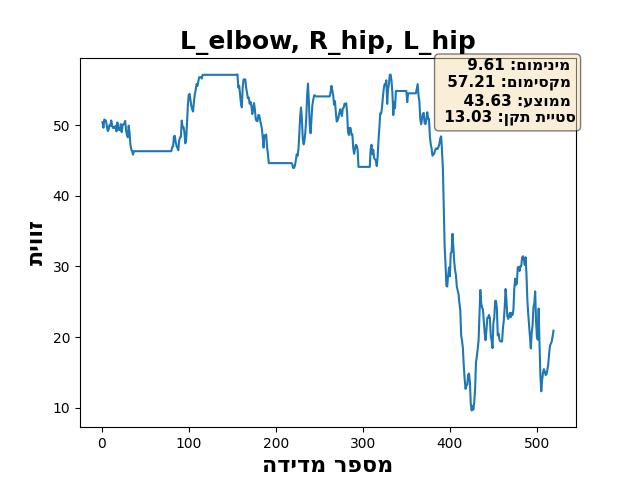 L_elbow, R_hip, L_hip
מינימום: 9.61
מקסימום: 57.21
ממוצע: 43.63
סטיית תקן: 13.03
זווית
50
40
30
20
10
0 100 200 300 400 500
מספר מדידה